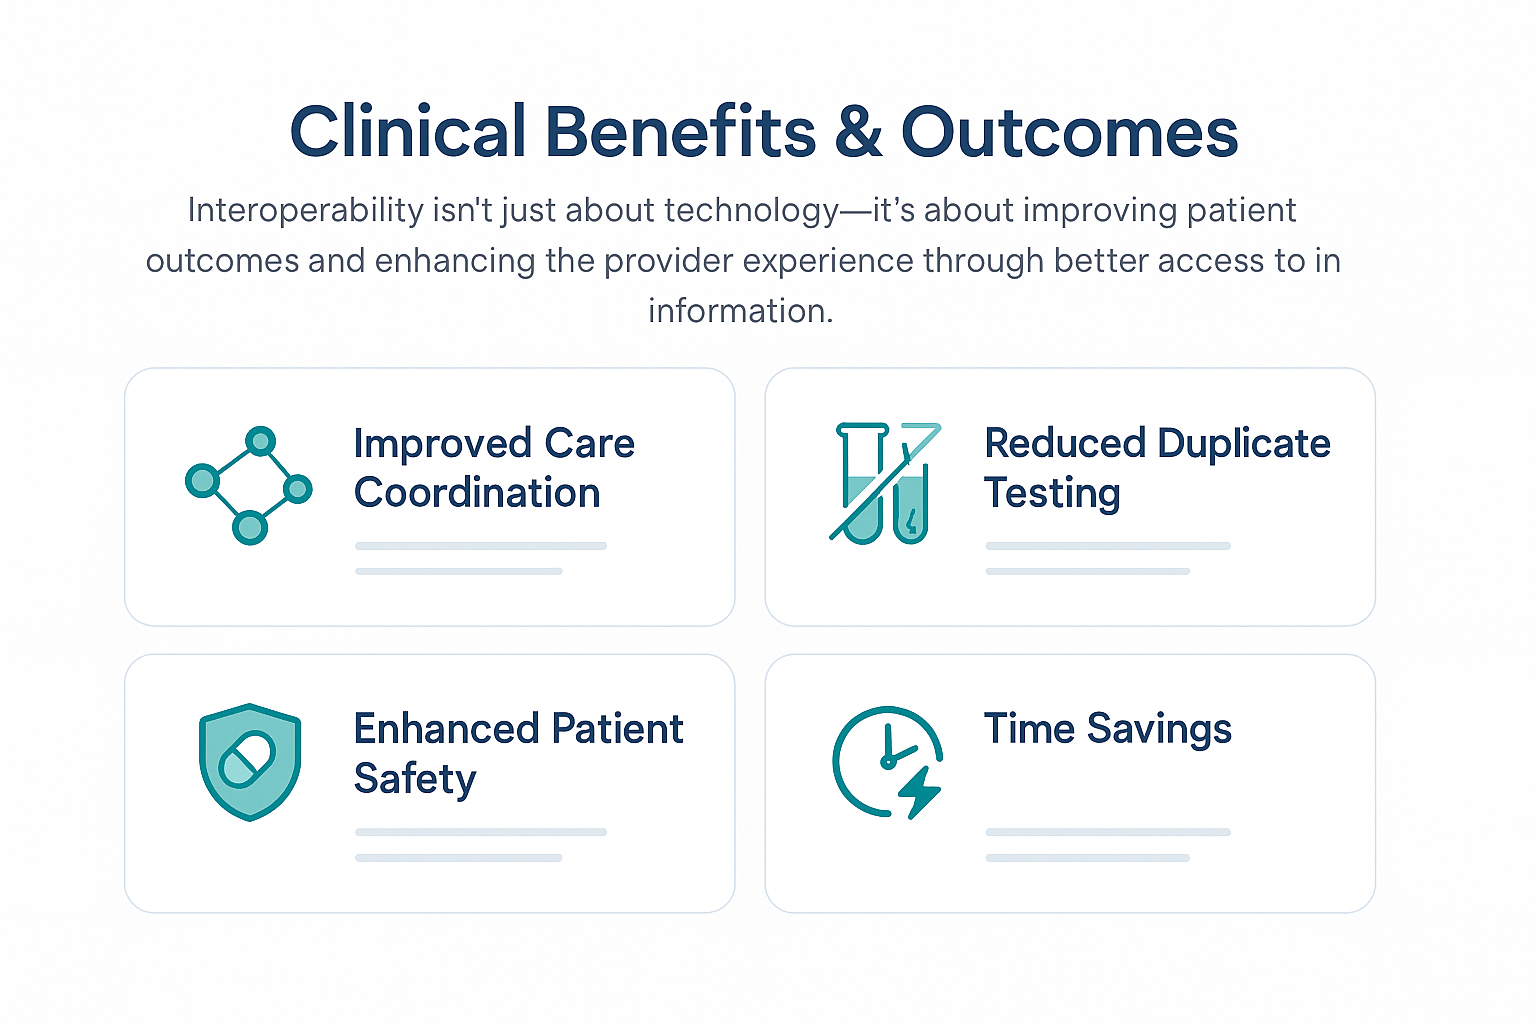 Clinical Benefits & Outcomes
Interoperability isn't just about technology—it’s about improving patient
outcomes and enhancing the provider experience through better access to in
information.
Improved Care
Coordination
Reduced Duplicate
Testing
Enhanced Patient
Safety
Time Savings